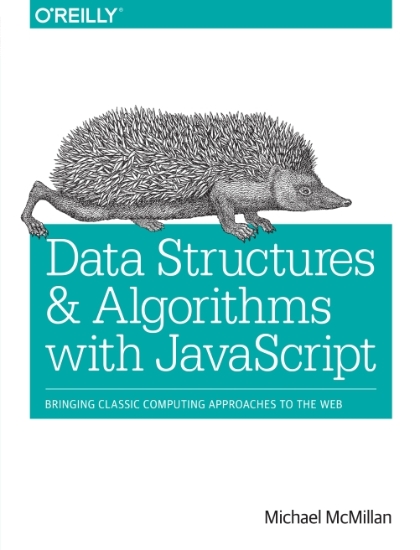 O'REILLY®
Data Structures
& Algorithms
with JavaScript
BRINGING CLASSIC COMPUTING APPROACHES TO THE WEB
Michael McMillan